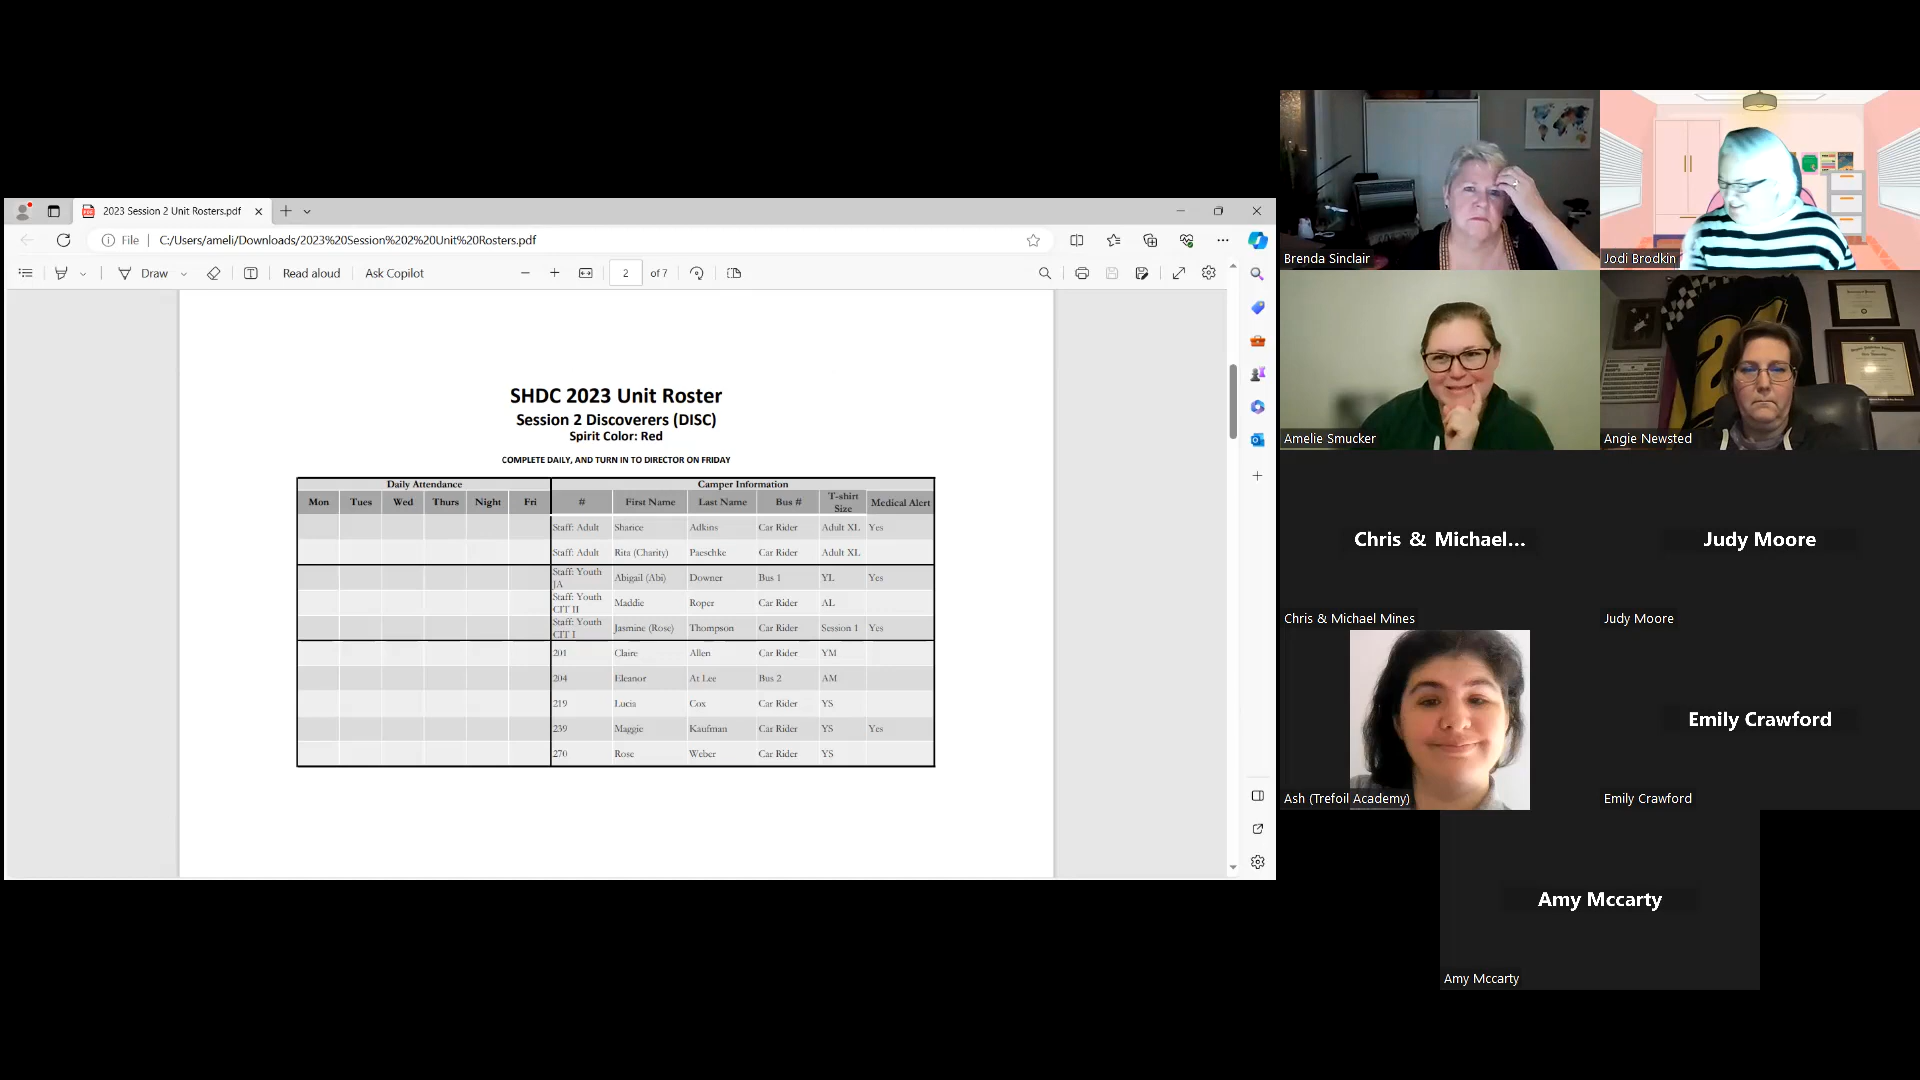 2023 Session 2 Unit Rosters.pdf
File C:/Users/ameli/Downloads/2023%20Session%202%20Unit%20Rosters.pdf
Draw Read aloud Ask Copilot 2 of 7
SHDC 2023 Unit Roster
Session 2 Discoverers (DISC)
Spirit Color: Red
COMPLETE DAILY, AND TURN IN TO DIRECTOR ON FRIDAY
Daily Attendance Camper Information
Mon Tues Wed Thurs Night Fri # First Name Last Name Bus # T-shirt Size Medical Alert
Staff: Adult Sharice Adkins Car Rider Adult XL Yes
Staff: Adult Rita (Charity) Paeschke Car Rider Adult XL
Staff: Youth JA Abigail (Abi) Downer Bus 1 YL Yes
Staff: Youth CIT II Maddie Roper Car Rider AL
Staff: Youth CIT I Jasmine (Rose) Thompson Car Rider Session 1 Yes
201 Claire Allen Car Rider YM
204 Eleanor At Lee Bus 2 AM
219 Lucia Cox Car Rider YS
239 Maggie Kaufman Car Rider YS Yes
270 Rose Weber Car Rider YS
Brenda Sinclair
Jodi Brodkin
Amelie Smucker
Angie Newsted
Chris & Michael...
Judy Moore
Chris & Michael Mines
Judy Moore
Emily Crawford
Ash (Trefoil Academy)
Emily Crawford
Amy Mccarty
Amy Mccarty